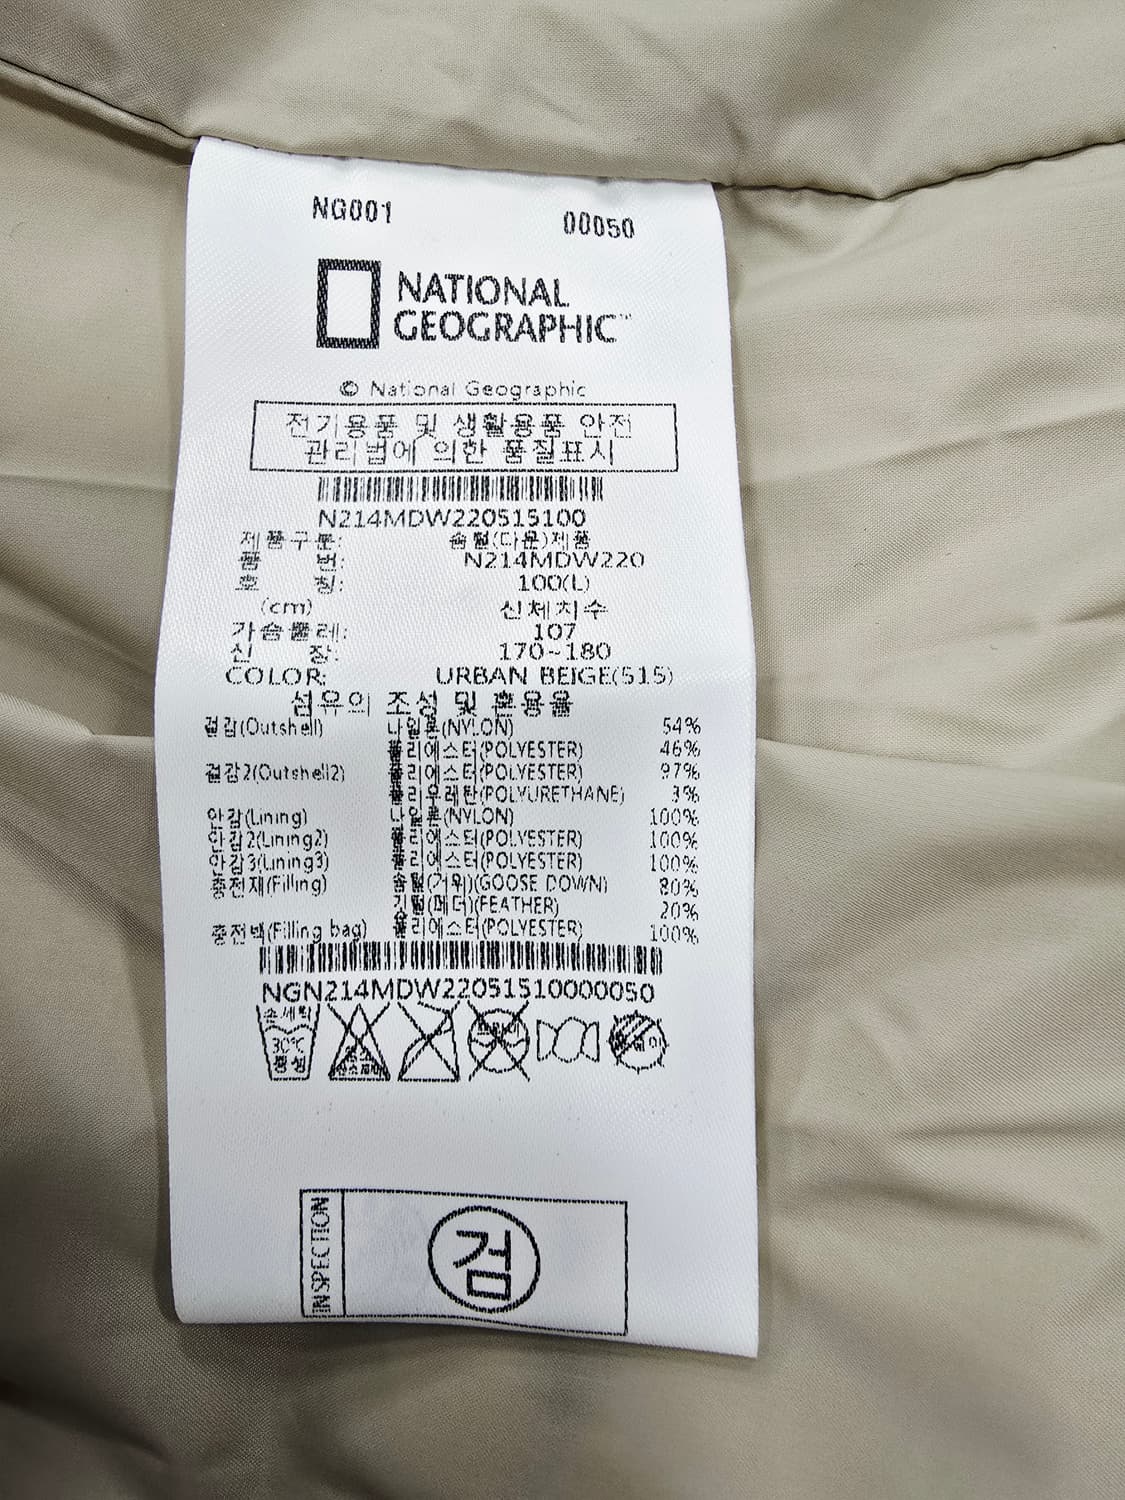 NG001 00050
NATIONAL
GEOGRAPHIC™
© National Geographic
전기용품 및 생활용품 안전
관리법에 의한 품질표시
N214MDW220515100
제품구분: 솜털(다운)제품
품 번: N214MDW220
호 칭: 100(L)
(cm) 신체치수
가슴둘레: 107
신 장: 170~180
COLOR: URBAN BEIGE(515)
섬유의 조성 및 혼용율
겉감(Outshell) 나일론(NYLON) 54%
폴리에스터(POLYESTER) 46%
겉감2(Outshell2) 폴리에스터(POLYESTER) 97%
폴리우레탄(POLYURETHANE) 3%
안감(Lining) 나일론(NYLON) 100%
안감2(Lining2) 폴리에스터(POLYESTER) 100%
안감3(Lining3) 폴리에스터(POLYESTER) 100%
충전재(Filling) 솜털(거위)(GOOSE DOWN) 80%
깃털(페더)(FEATHER) 20%
충전백(Filling bag) 폴리에스터(POLYESTER) 100%
NGN214MDW22051510000050
손세탁
30℃
중성
INSPECTION
검